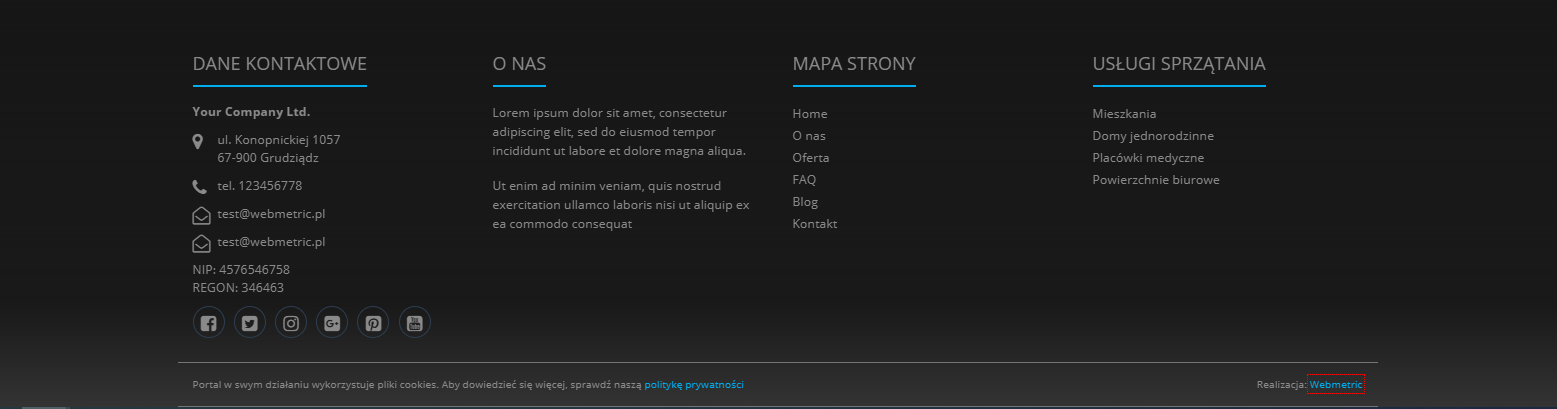 DANE KONTAKTOWE
Your Company Ltd.
ul. Konopnickiej 1057
67-900 Grudziądz
tel. 123456778
test@webmetric.pl
test@webmetric.pl
NIP: 4576546758
REGON: 346463
O NAS
Lorem ipsum dolor sit amet, consectetur
adipiscing elit, sed do eiusmod tempor
incididunt ut labore et dolore magna aliqua.
Ut enim ad minim veniam, quis nostrud
exercitation ullamco laboris nisi ut aliquip ex
ea commodo consequat
MAPA STRONY
Home
O nas
Oferta
FAQ
Blog
Kontakt
USŁUGI SPRZĄTANIA
Mieszkania
Domy jednorodzinne
Placówki medyczne
Powierzchnie biurowe
Portal w swym działaniu wykorzystuje pliki cookies. Aby dowiedzieć się więcej, sprawdź naszą politykę prywatności
Realizacja: Webmetric